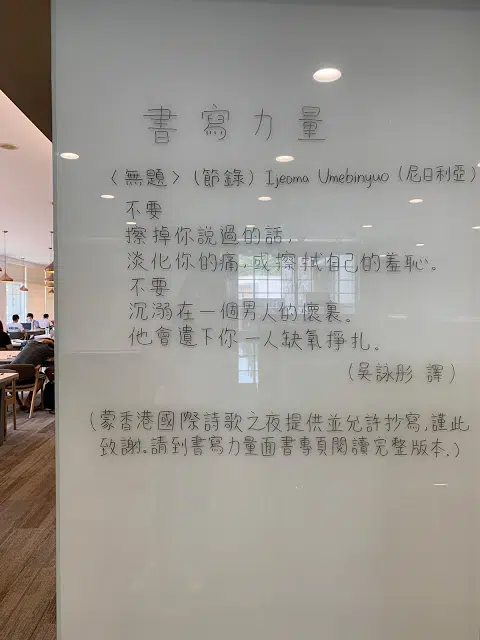 書寫力量
〈無題〉(節錄) Ijeoma Umebinyuo (尼日利亞)
不要
擦掉你說過的話,
淡化你的痛,或擦拭自己的羞恥。
不要
沉溺在一個男人的懷裏。
他會遺下你一人缺氧掙扎。
(吳詠彤 譯)
(蒙香港國際詩歌之夜提供並允許抄寫,謹此
致謝。請到書寫力量面書專頁閱讀完整版本.)